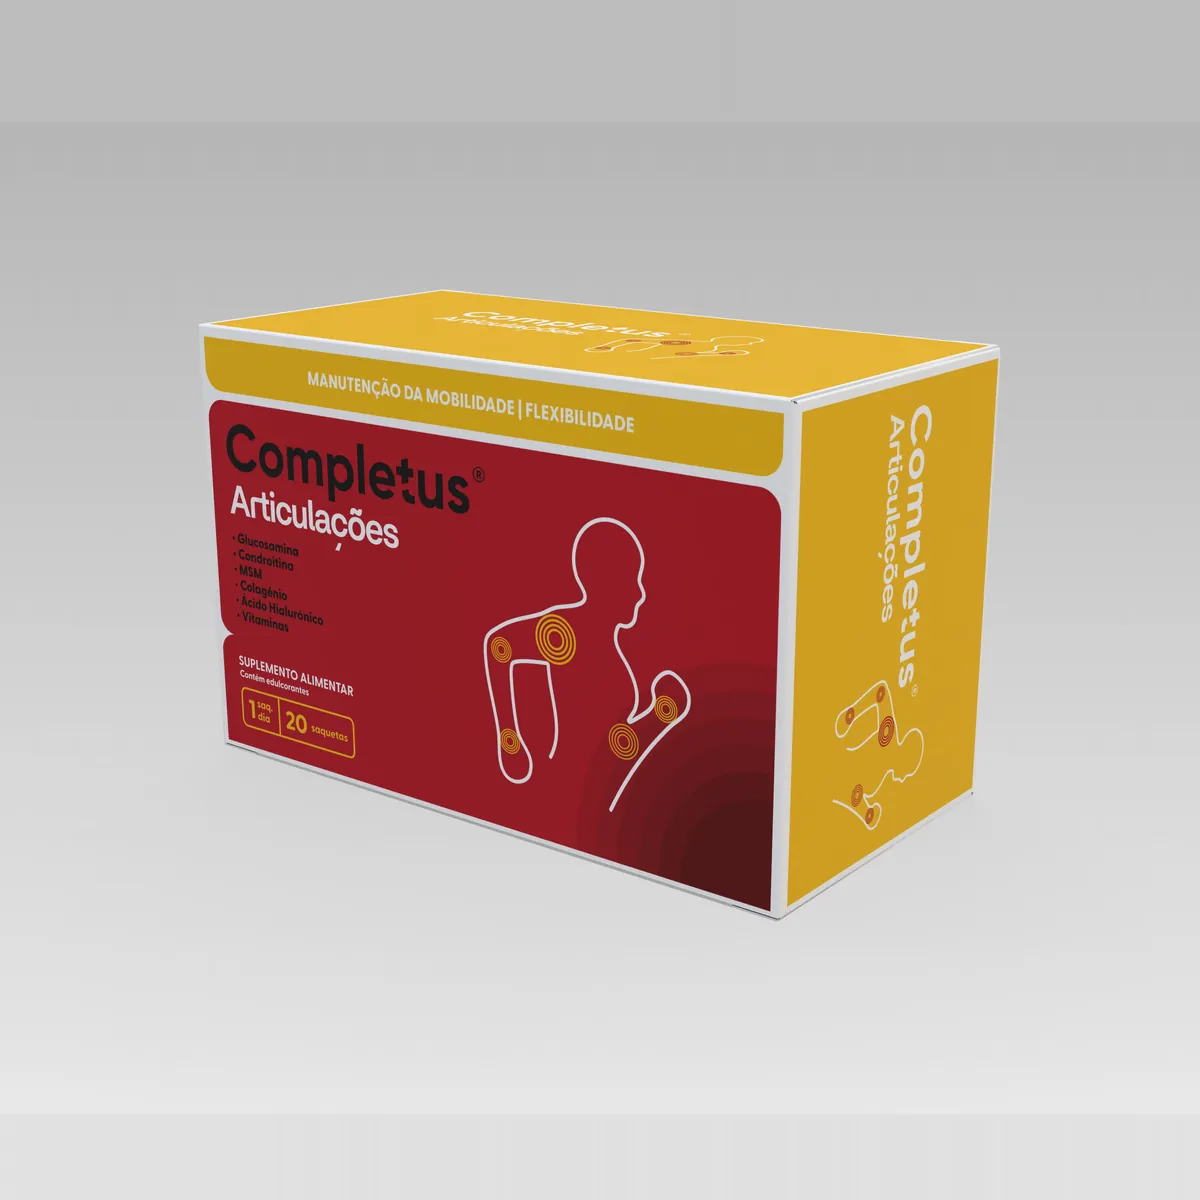 Completus®
Articulações
MANUTENÇÃO DA MOBILIDADE | FLEXIBILIDADE
Completus®
Articulações
• Glucosamina
• Condroitina
• MSM
• Colagénio
• Ácido Hialurónico
• Vitaminas
SUPLEMENTO ALIMENTAR
Contém edulcorantes
1 saq. dia
20 saquetas
Completus®
Articulações